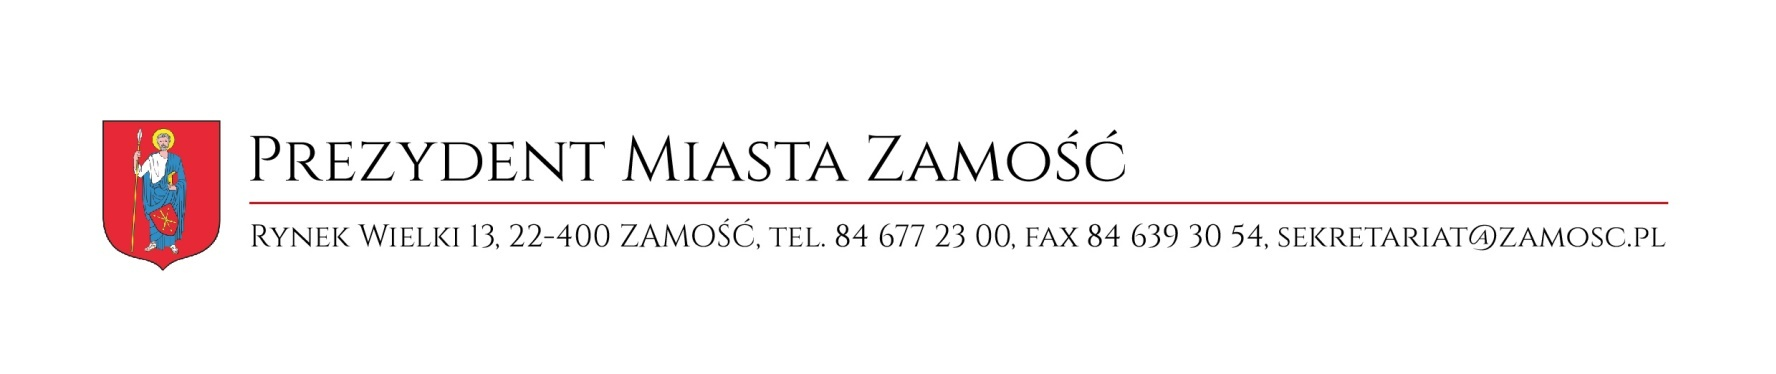 Prezydent Miasta Zamość
Rynek Wielki 13, 22-400 ZAMOŚĆ, tel. 84 677 23 00, fax 84 639 30 54, sekretariat@zamosc.pl